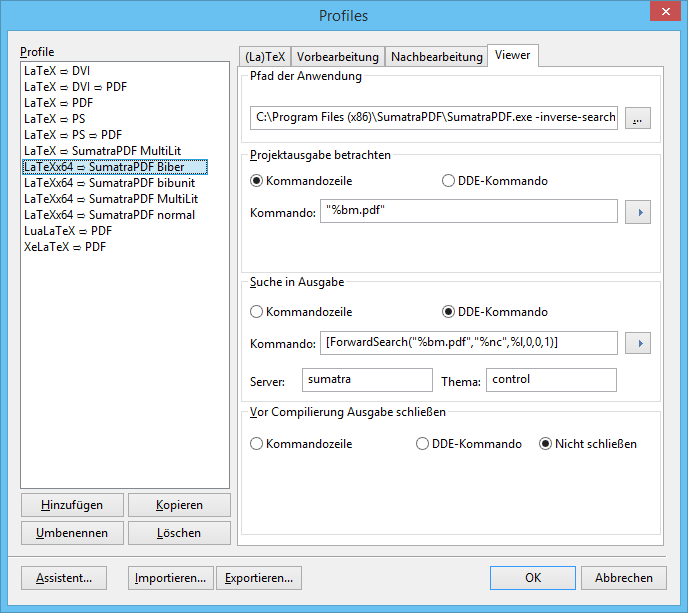 Profiles
Profile
LaTeX ⇨ DVI
LaTeX ⇨ DVI ⇨ PDF
LaTeX ⇨ PDF
LaTeX ⇨ PS
LaTeX ⇨ PS ⇨ PDF
LaTeX ⇨ SumatraPDF MultiLit
LaTeXx64 ⇨ SumatraPDF Biber
LaTeXx64 ⇨ SumatraPDF bibunit
LaTeXx64 ⇨ SumatraPDF MultiLit
LaTeXx64 ⇨ SumatraPDF normal
LuaLaTeX ⇨ PDF
XeLaTeX ⇨ PDF
Hinzufügen Kopieren
Umbenennen Löschen
(La)TeX Vorbearbeitung Nachbearbeitung Viewer
Pfad der Anwendung
C:\Program Files (x86)\SumatraPDF\SumatraPDF.exe -inverse-search ...
Projektausgabe betrachten
Kommandozeile DDE-Kommando
Kommando: "%bm.pdf"
Suche in Ausgabe
Kommandozeile DDE-Kommando
Kommando: [ForwardSearch("%bm.pdf","%nc",%l,0,0,1)]
Server: sumatra Thema: control
Vor Compilierung Ausgabe schließen
Kommandozeile DDE-Kommando Nicht schließen
Assistent... Importieren... Exportieren... OK Abbrechen